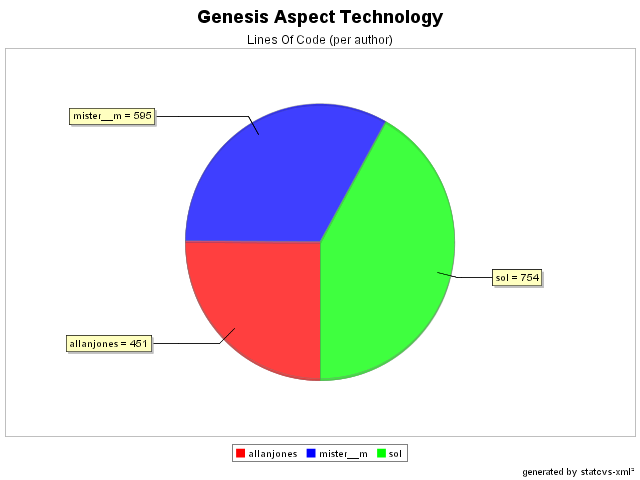 Genesis Aspect Technology
Lines Of Code (per author)
mister__m = 595
sol = 754
allanjones = 451
allanjones mister__m sol
generated by statcvs-xml²